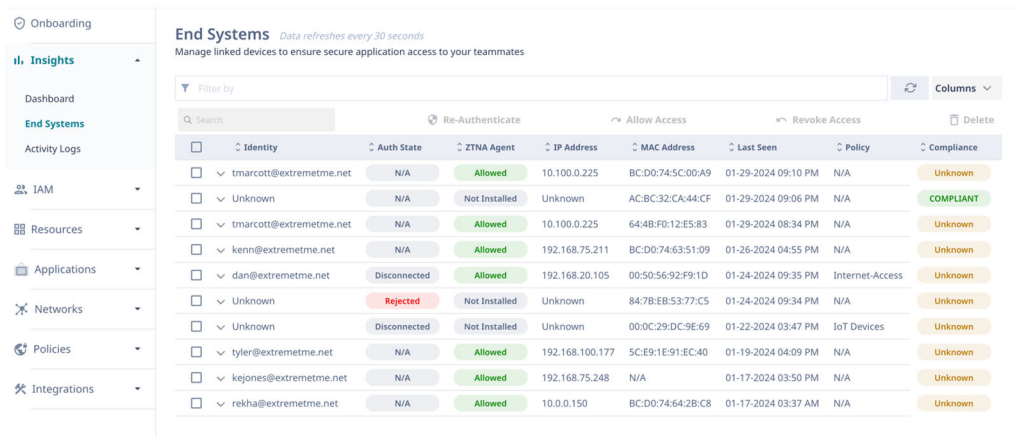 Onboarding
Insights
Dashboard
End Systems
Activity Logs
IAM
Resources
Applications
Networks
Policies
Integrations
End Systems Data refreshes every 30 seconds
Manage linked devices to ensure secure application access to your teammates
Filter by
Columns
Search Re-Authenticate Allow Access Revoke Access Delete
Identity Auth State ZTNA Agent IP Address MAC Address Last Seen Policy Compliance
tmarcott@extremetme.net N/A Allowed 10.100.0.225 BC:D0:74:5C:00:A9 01-29-2024 09:10 PM N/A Unknown
Unknown N/A Not Installed Unknown AC:BC:32:CA:44:CF 01-29-2024 09:06 PM N/A COMPLIANT
tmarcott@extremetme.net N/A Allowed 10.100.0.225 64:4B:F0:12:E5:83 01-29-2024 08:34 PM N/A Unknown
kenn@extremetme.net N/A Allowed 192.168.75.211 BC:D0:74:63:51:09 01-26-2024 04:55 PM N/A Unknown
dan@extremetme.net Disconnected Allowed 192.168.20.105 00:50:56:92:F9:1D 01-24-2024 09:35 PM Internet-Access Unknown
Unknown Rejected Not Installed Unknown 84:7B:EB:53:77:C5 01-24-2024 09:34 PM N/A Unknown
Unknown Disconnected Not Installed Unknown 00:0C:29:DC:9E:69 01-22-2024 03:47 PM IoT Devices Unknown
tyler@extremetme.net N/A Allowed 192.168.100.177 5C:E9:1E:91:EC:40 01-19-2024 04:09 PM N/A Unknown
kejones@extremetme.net N/A Allowed 192.168.75.248 N/A 01-17-2024 03:50 PM N/A Unknown
rekha@extremetme.net N/A Allowed 10.0.0.150 BC:D0:74:64:2B:C8 01-17-2024 03:37 AM N/A Unknown